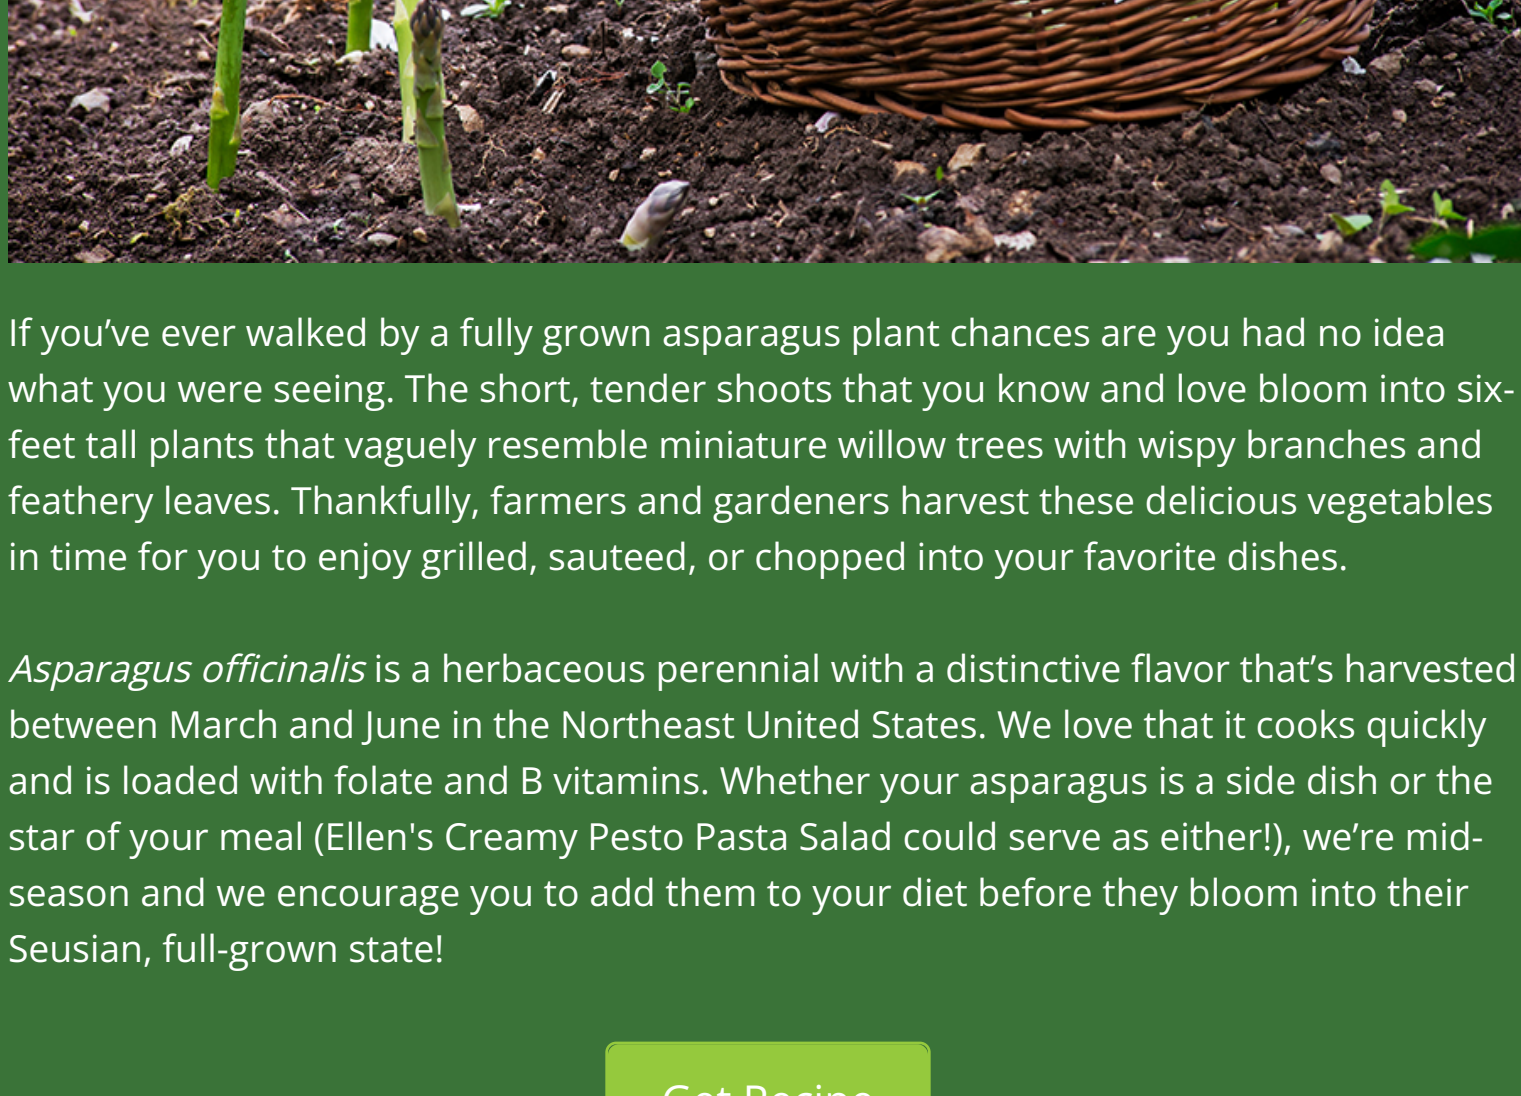 If you’ve ever walked by a fully grown asparagus plant chances are you had no idea
what you were seeing. The short, tender shoots that you know and love bloom into six-
feet tall plants that vaguely resemble miniature willow trees with wispy branches and
feathery leaves. Thankfully, farmers and gardeners harvest these delicious vegetables
in time for you to enjoy grilled, sauteed, or chopped into your favorite dishes.
Asparagus officinalis is a herbaceous perennial with a distinctive flavor that’s harvested
between March and June in the Northeast United States. We love that it cooks quickly
and is loaded with folate and B vitamins. Whether your asparagus is a side dish or the
star of your meal (Ellen's Creamy Pesto Pasta Salad could serve as either!), we’re mid-
season and we encourage you to add them to your diet before they bloom into their
Seusian, full-grown state!
Get Recipe